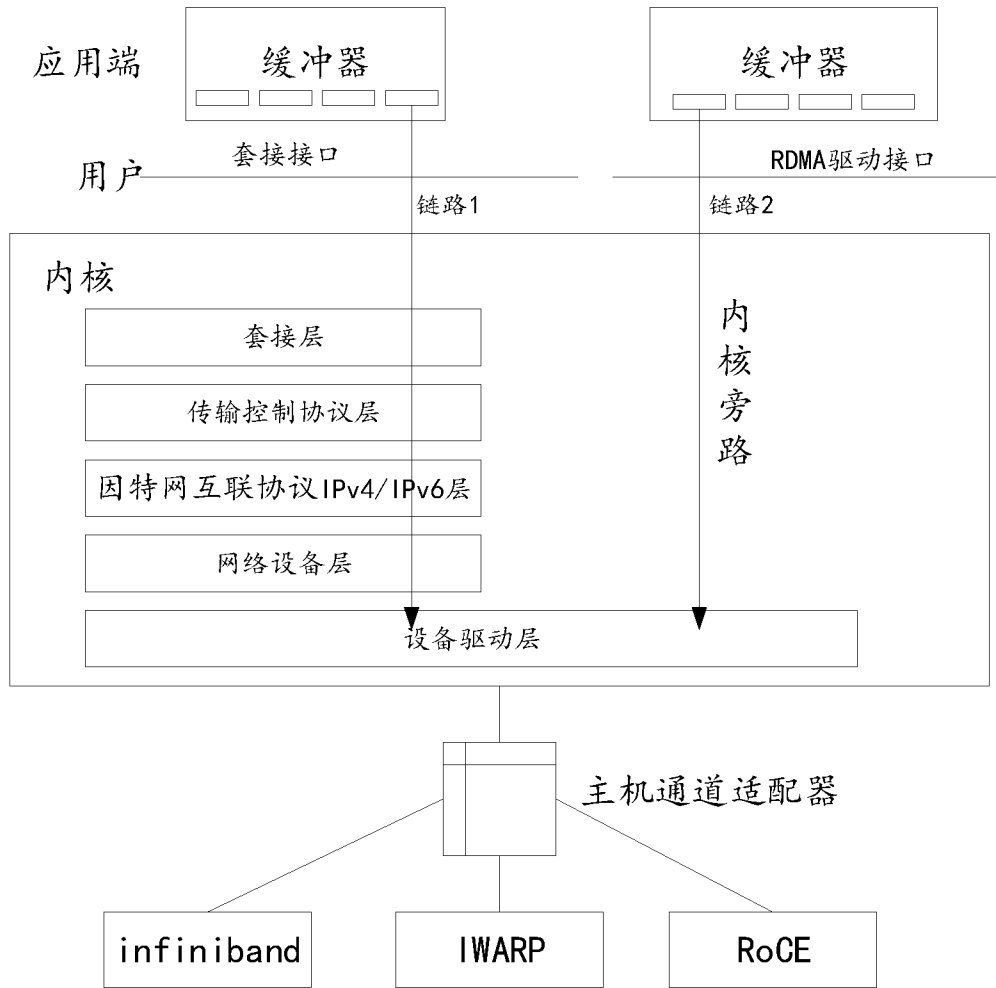 应用端
缓冲器
缓冲器
套接接口
RDMA驱动接口
用户
链路1
链路2
内核
套接层
内核旁路
传输控制协议层
因特网互联协议IPv4/IPv6层
网络设备层
设备驱动层
主机通道适配器
infiniband
IWARP
RoCE